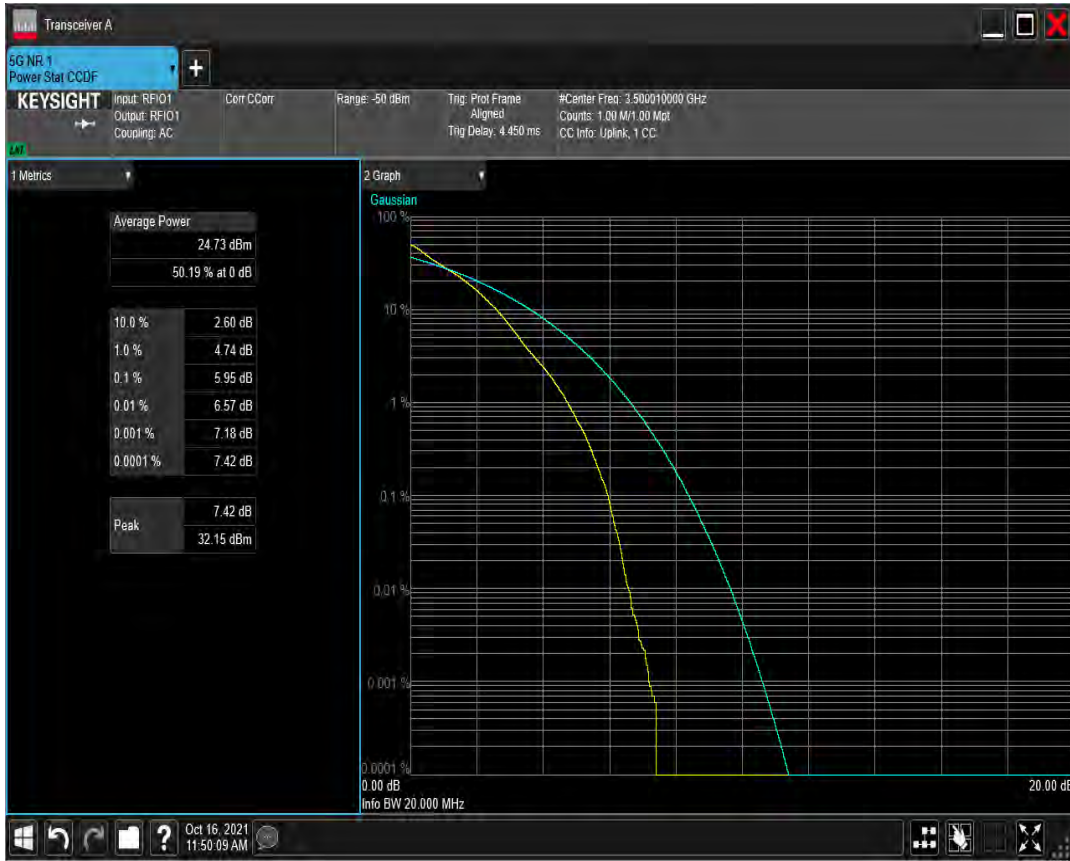 Transceiver A
5G NR 1
Power Stat CCDF
+
KEYSIGHT
Input: RFIO1
Output: RFIO1
Coupling: AC
Corr CCorr
Range: -50 dBm
Trig: Prot Frame
Aligned
Trig Delay: 4.450 ms
#Center Freq: 3.500010000 GHz
Counts: 1.00 M/1.00 Mpt
CC Info: Uplink, 1 CC
1 Metrics
Average Power
24.73 dBm
50.19 % at 0 dB
10.0 % 2.60 dB
1.0 % 4.74 dB
0.1 % 5.95 dB
0.01 % 6.57 dB
0.001 % 7.18 dB
0.0001 % 7.42 dB
Peak
7.42 dB
32.15 dBm
2 Graph
Gaussian
100 %
10 %
1 %
0.1 %
0.01 %
0.001 %
0.0001 %
0.00 dB
20.00 dB
Info BW 20.000 MHz
?
Oct 16, 2021
11:50:09 AM